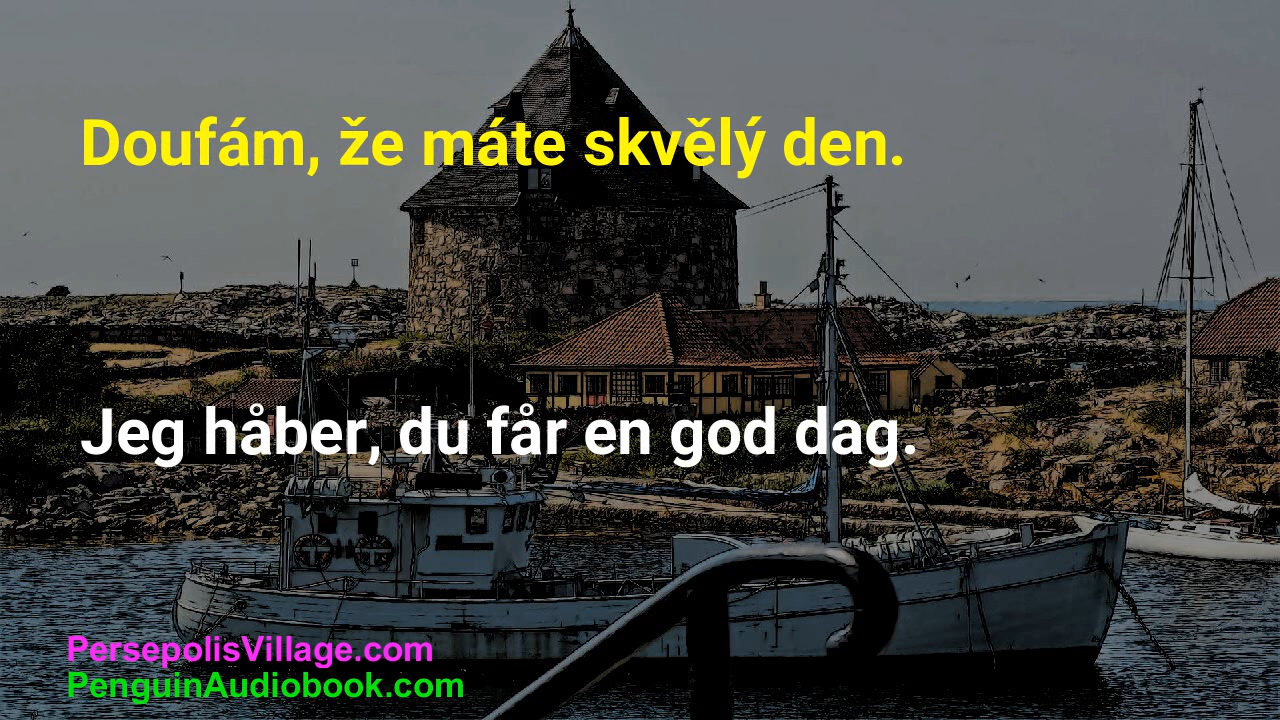 Doufám, že máte skvělý den.
Jeg håber, du får en god dag.
PersepolisVillage.com
PenguinAudiobook.com